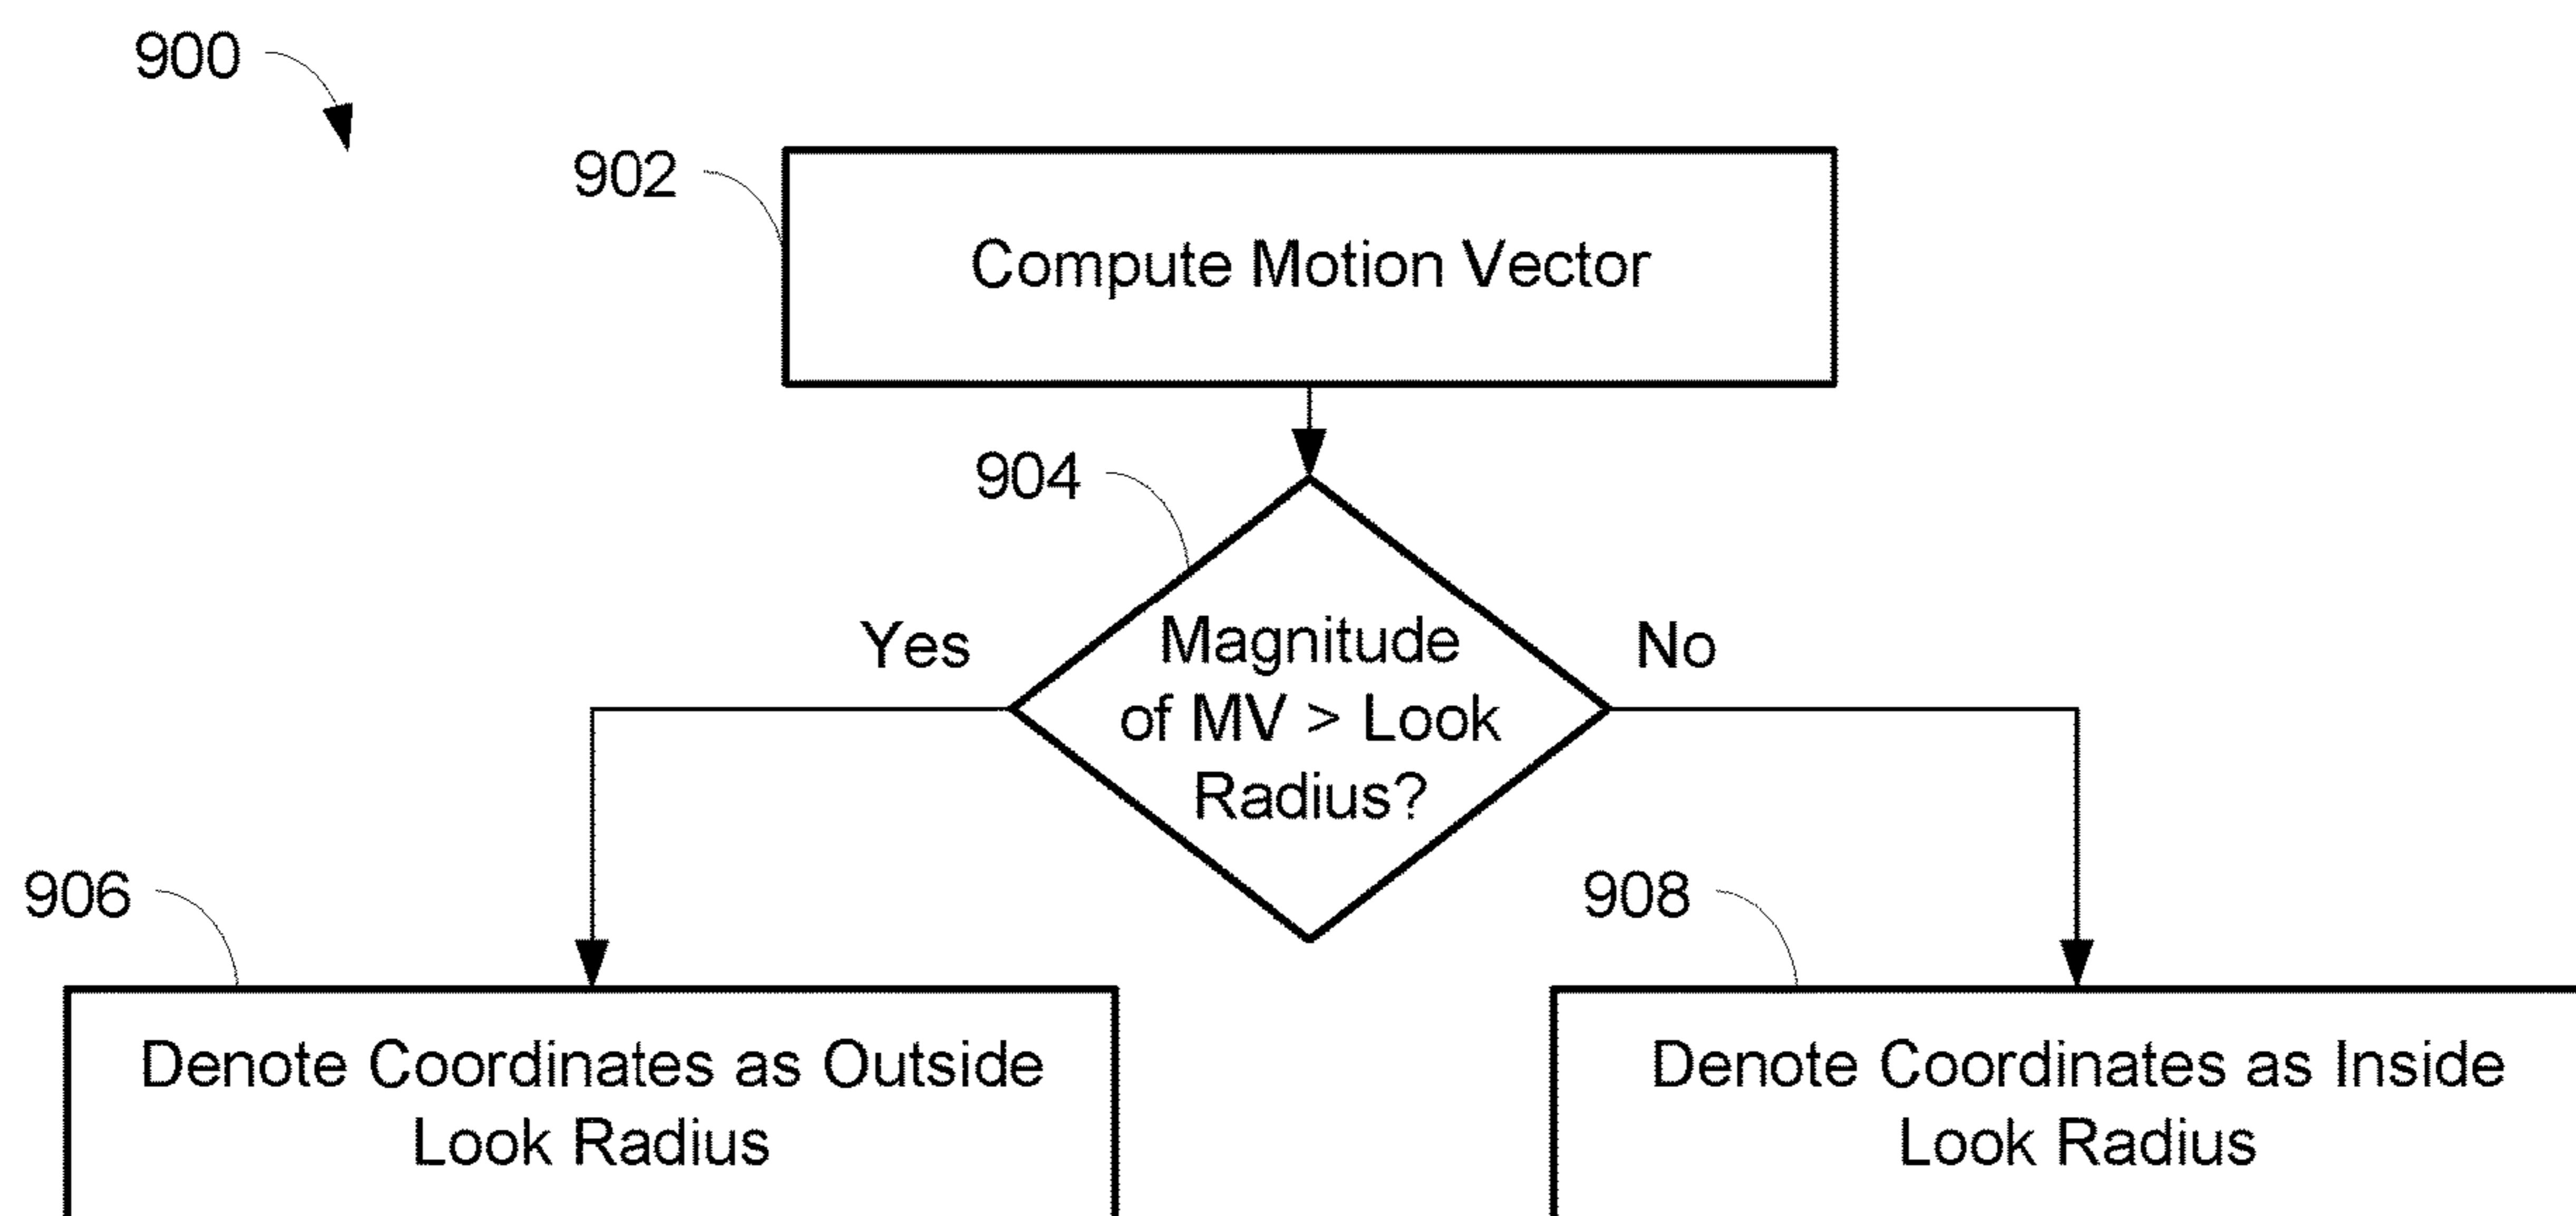 900
902
Compute Motion Vector
904
Yes
Magnitude
of MV > Look
Radius?
No
906
908
Denote Coordinates as Outside
Look Radius
Denote Coordinates as Inside
Look Radius